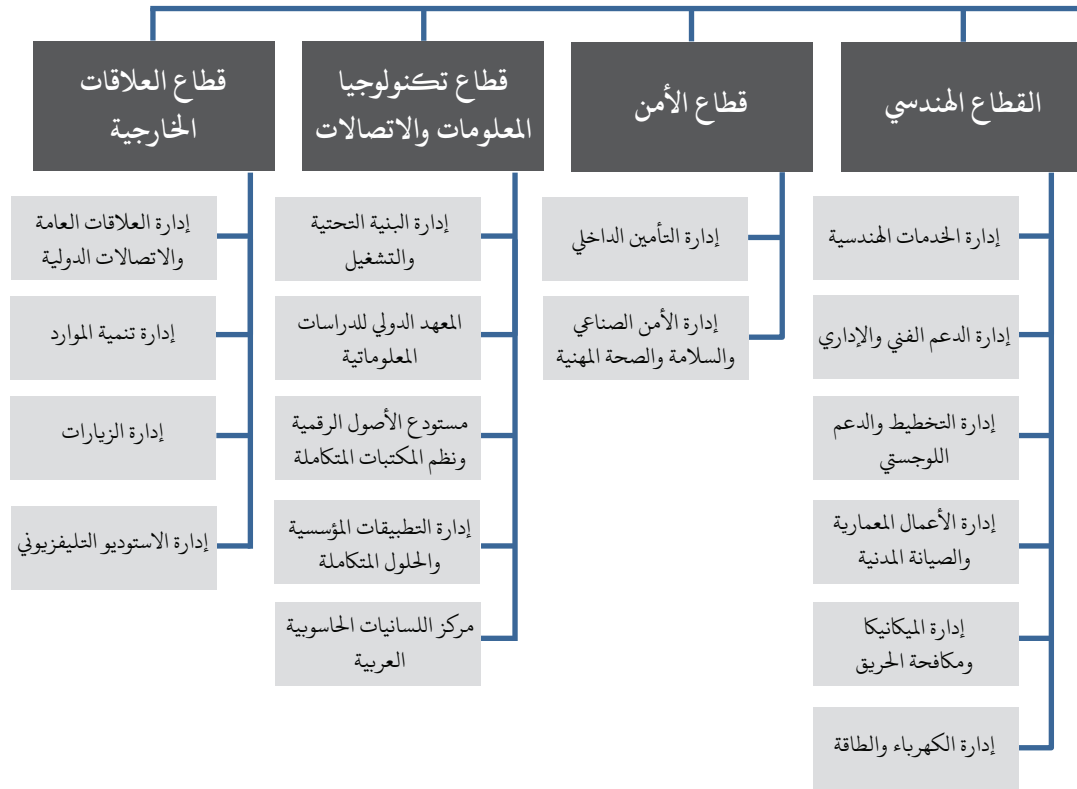 القطاع الهندسي
إدارة الخدمات الهندسية
إدارة الدعم الفني والإداري
إدارة التخطيط والدعم
اللوجستي
إدارة الأعمال المعمارية
والصيانة المدنية
إدارة الميكانيكا
ومكافحة الحريق
إدارة الكهرباء والطاقة
قطاع الأمن
إدارة التأمين الداخلي
إدارة الأمن الصناعي
والسلامة والصحة المهنية
قطاع تكنولوجيا
المعلومات والاتصالات
إدارة البنية التحتية
والتشغيل
المعهد الدولي للدراسات
المعلوماتية
مستودع الأصول الرقمية
ونظم المكتبات المتكاملة
إدارة التطبيقات المؤسسية
والحلول المتكاملة
مركز اللسانيات الحاسوبية
العربية
قطاع العلاقات
الخارجية
إدارة العلاقات العامة
والاتصالات الدولية
إدارة تنمية الموارد
إدارة الزيارات
إدارة الاستوديو التليفزيوني